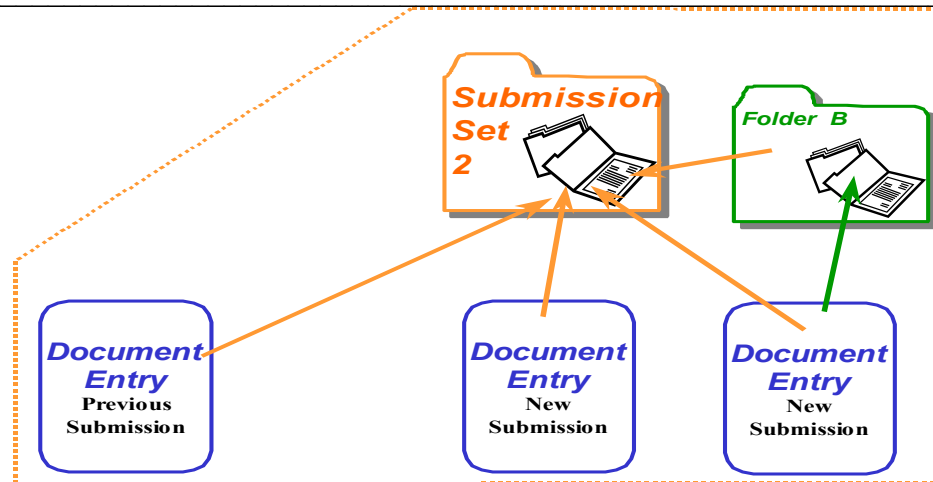 Submission
Set
2
Folder B
Document
Entry
Previous
Submission
Document
Entry
New
Submission
Document
Entry
New
Submission